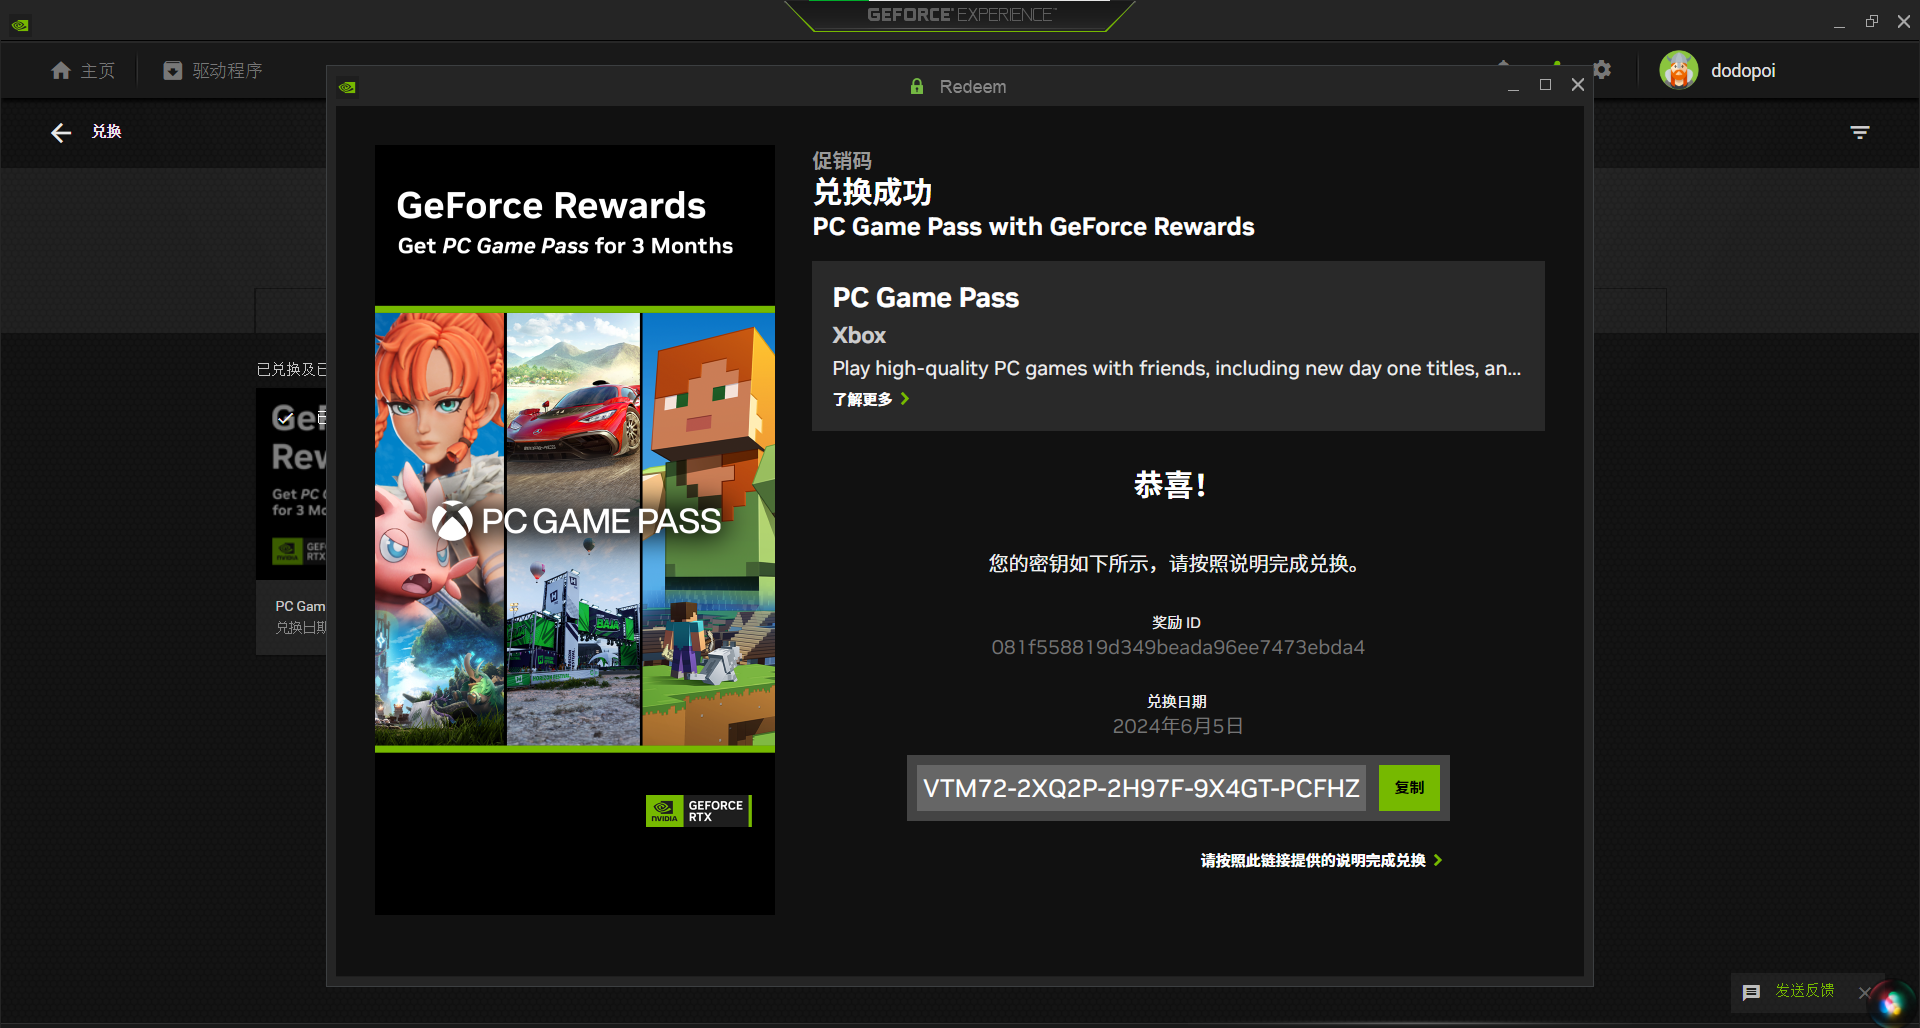 GEFORCE EXPERIENCE
主页
驱动程序
dodopoi
兑换
Redeem
GeForce Rewards
Get PC Game Pass for 3 Months
PC GAME PASS
NVIDIA
GEFORCE
RTX
促销码
兑换成功
PC Game Pass with GeForce Rewards
PC Game Pass
Xbox
Play high-quality PC games with friends, including new day one titles, an...
了解更多
恭喜！
您的密钥如下所示，请按照说明完成兑换。
奖励 ID
081f558819d349beada96ee7473ebda4
兑换日期
2024年6月5日
VTM72-2XQ2P-2H97F-9X4GT-PCFHZ
复制
请按照此链接提供的说明完成兑换
已兑换及已
Get PC
for 3 Mo
NVIDIA
PC Gam
兑换日期
发送反馈